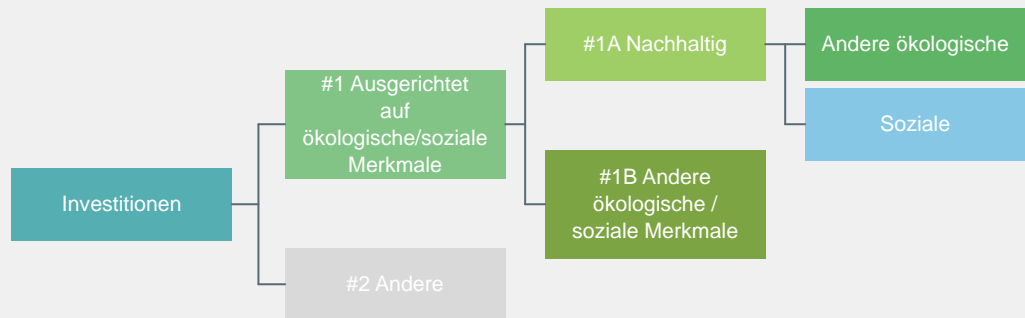 #1A Nachhaltig
Andere ökologische
#1 Ausgerichtet
auf
ökologische/soziale
Merkmale
Soziale
#1B Andere
ökologische /
soziale Merkmale
Investitionen
#2 Andere